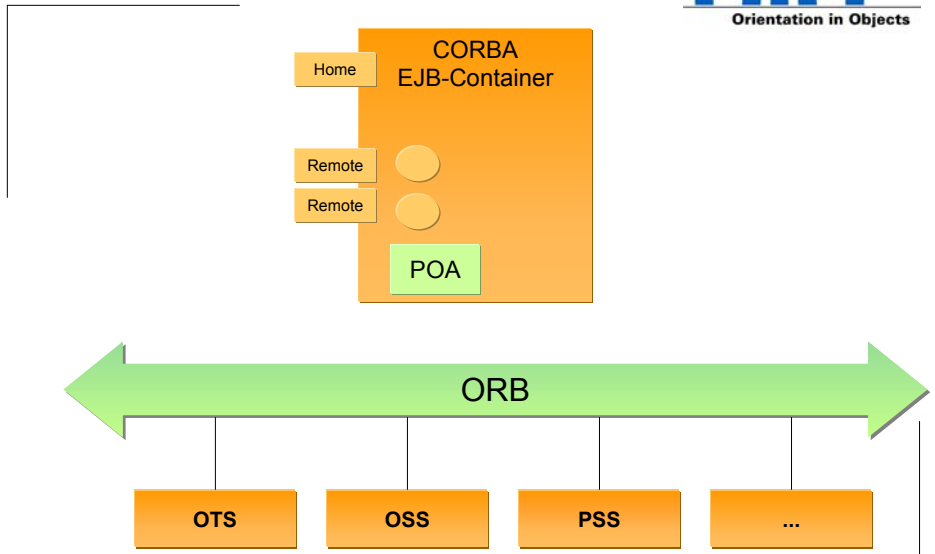 Orientation in Objects
CORBA
EJB-Container
Home
Remote
Remote
POA
ORB
OTS
OSS
PSS
...